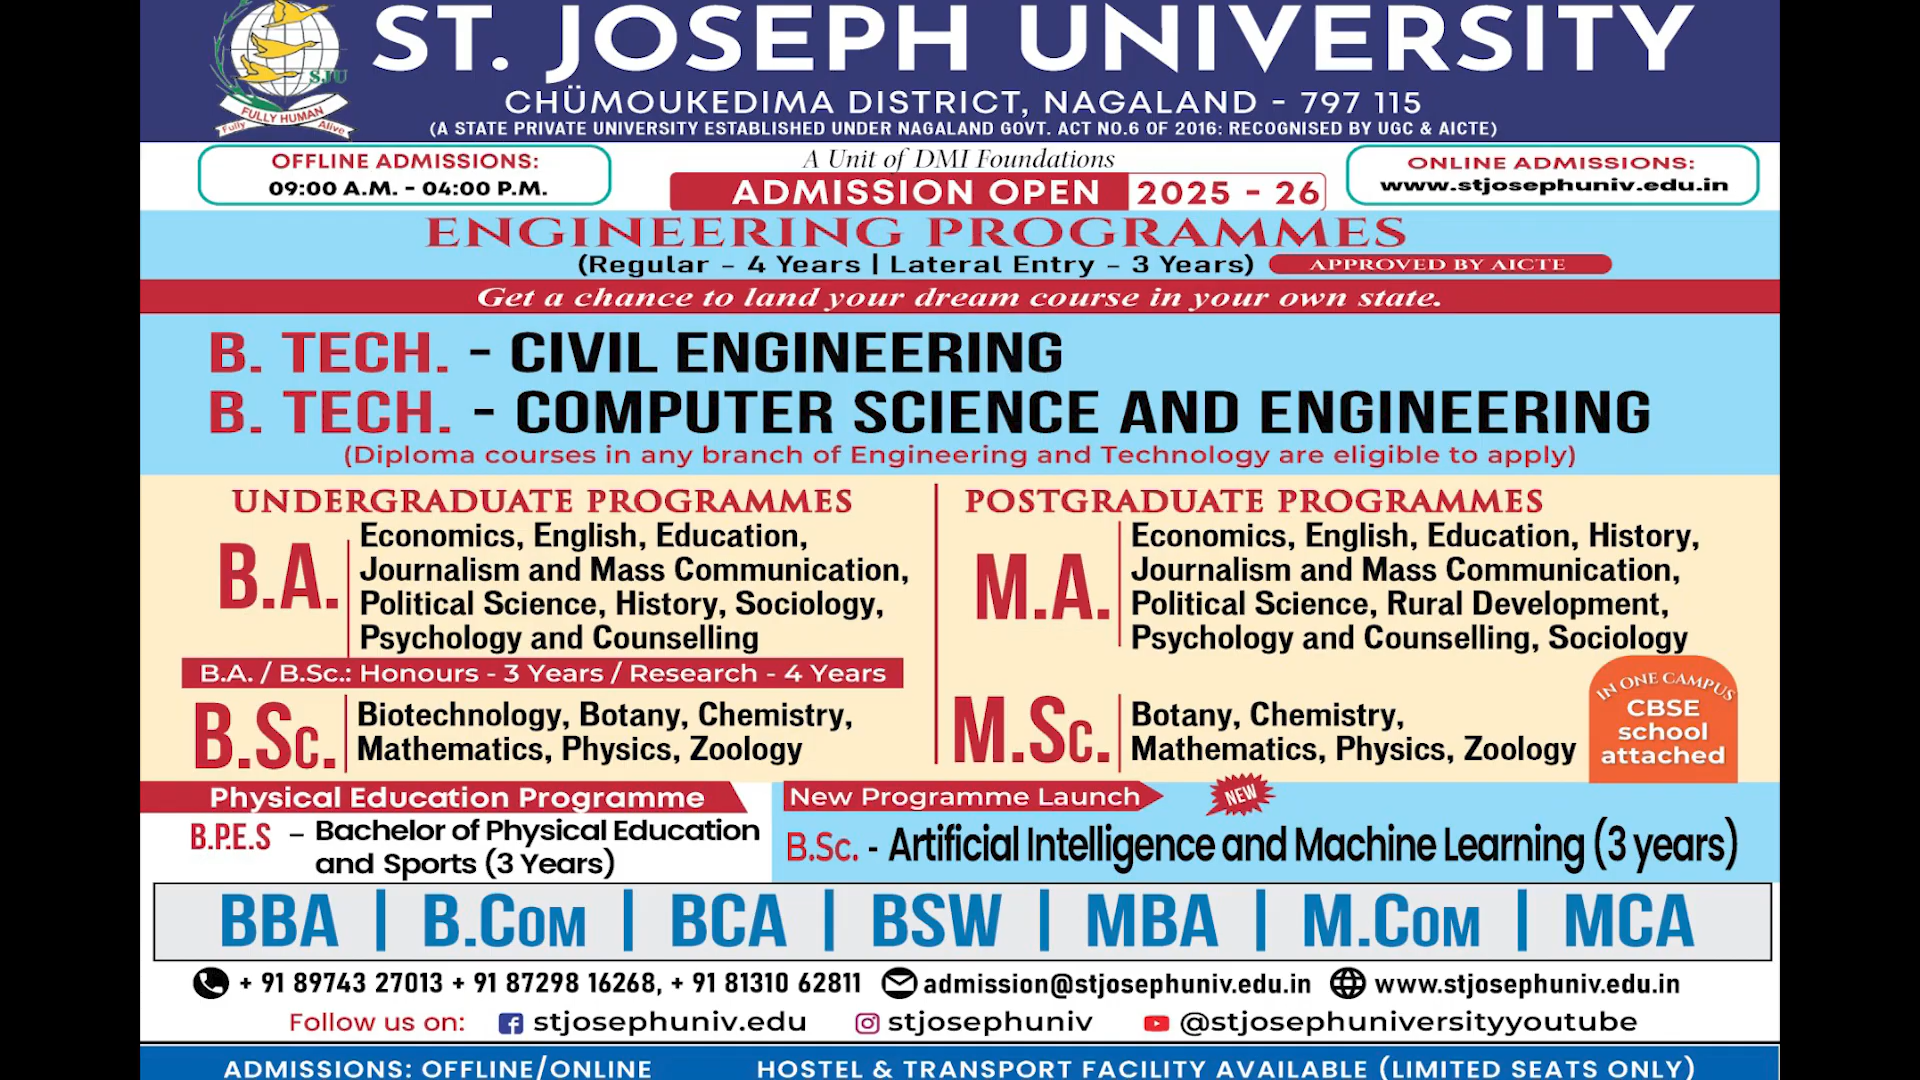 ST. JOSEPH UNIVERSITY
SJU
FULLY HUMAN
Fully Alive
CHÜMOUKEDIMA DISTRICT, NAGALAND - 797 115
(A STATE PRIVATE UNIVERSITY ESTABLISHED UNDER NAGALAND GOVT. ACT NO.6 OF 2016: RECOGNISED BY UGC & AICTE)
OFFLINE ADMISSIONS:
09:00 A.M. - 04:00 P.M.
A Unit of DMI Foundations
ADMISSION OPEN 2025 - 26
ONLINE ADMISSIONS:
www.stjosephuniv.edu.in
ENGINEERING PROGRAMMES
(Regular - 4 Years | Lateral Entry - 3 Years) APPROVED BY AICTE
Get a chance to land your dream course in your own state.
B. TECH. - CIVIL ENGINEERING
B. TECH. - COMPUTER SCIENCE AND ENGINEERING
(Diploma courses in any branch of Engineering and Technology are eligible to apply)
UNDERGRADUATE PROGRAMMES
B.A.
Economics, English, Education,
Journalism and Mass Communication,
Political Science, History, Sociology,
Psychology and Counselling
B.A. / B.Sc.: Honours - 3 Years / Research - 4 Years
B.Sc.
Biotechnology, Botany, Chemistry,
Mathematics, Physics, Zoology
POSTGRADUATE PROGRAMMES
M.A.
Economics, English, Education, History,
Journalism and Mass Communication,
Political Science, Rural Development,
Psychology and Counselling, Sociology
M.Sc.
Botany, Chemistry,
Mathematics, Physics, Zoology
IN ONE CAMPUS
CBSE
school
attached
Physical Education Programme
B.P.E.S - Bachelor of Physical Education
and Sports (3 Years)
New Programme Launch
NEW
B.Sc. - Artificial Intelligence and Machine Learning (3 years)
BBA | B.COM | BCA | BSW | MBA | M.COM | MCA
+ 91 89743 27013 + 91 87298 16268, + 91 81310 62811 admission@stjosephuniv.edu.in www.stjosephuniv.edu.in
Follow us on: stjosephuniv.edu stjosephuniv @stjosephuniversityyoutube
ADMISSIONS: OFFLINE/ONLINE HOSTEL & TRANSPORT FACILITY AVAILABLE (LIMITED SEATS ONLY)